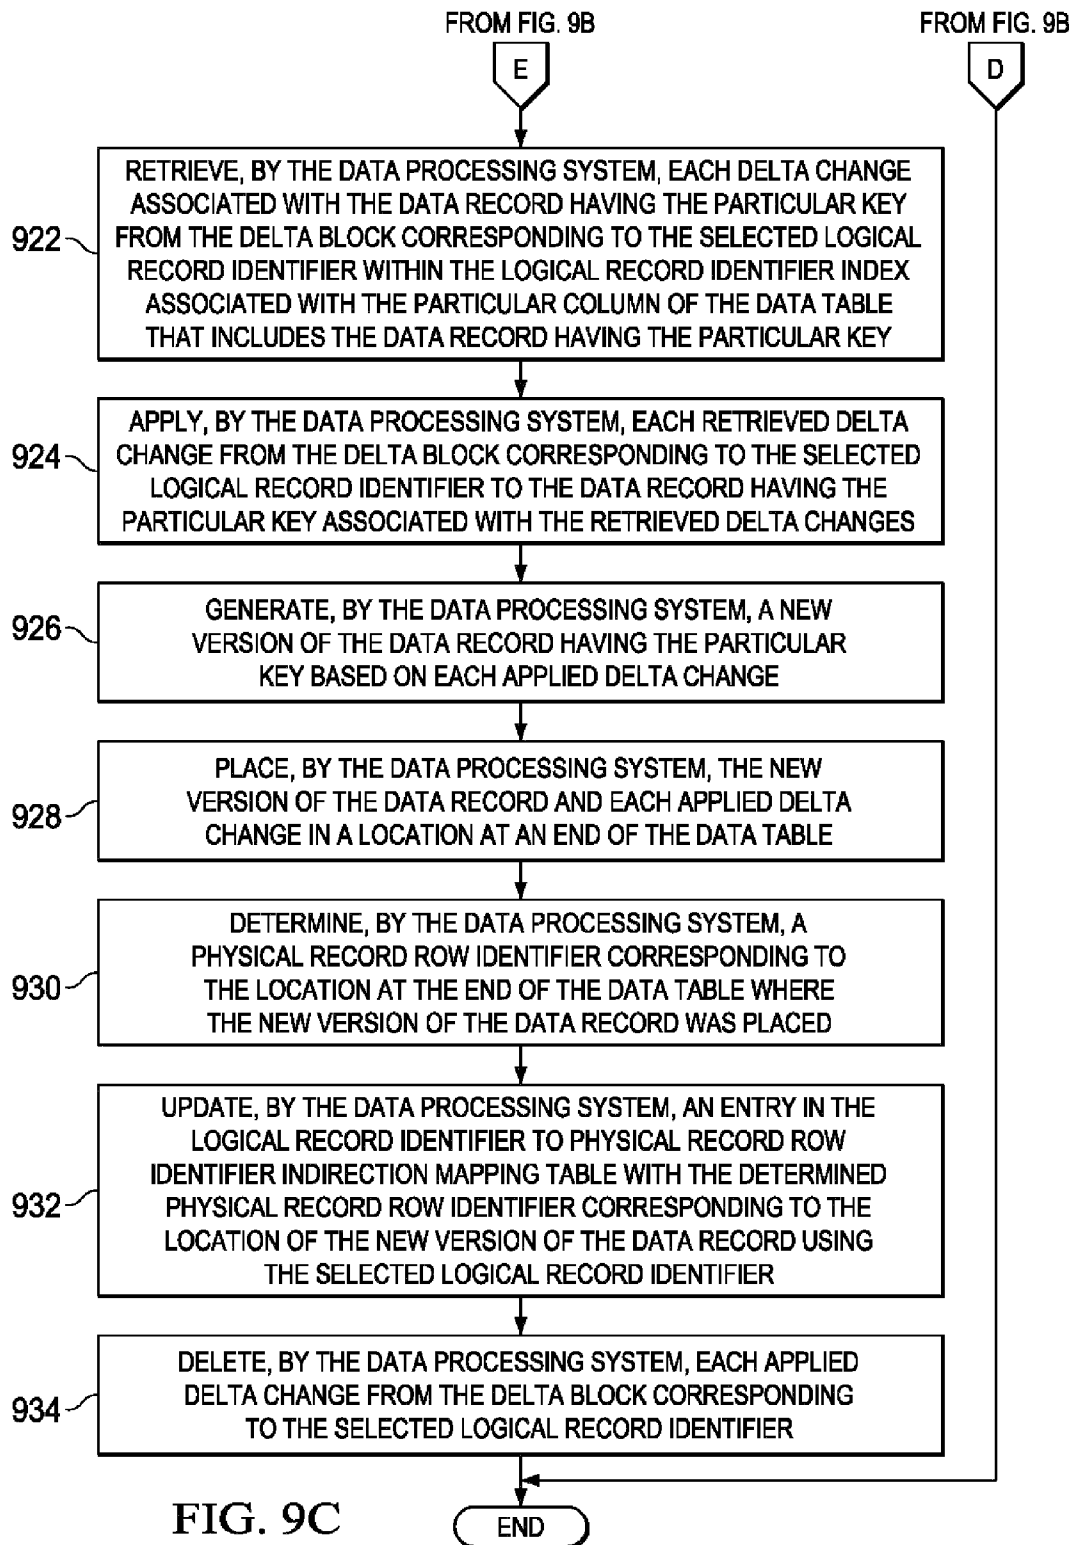 FROM FIG. 9B
E
FROM FIG. 9B
D
922
RETRIEVE, BY THE DATA PROCESSING SYSTEM, EACH DELTA CHANGE
ASSOCIATED WITH THE DATA RECORD HAVING THE PARTICULAR KEY
FROM THE DELTA BLOCK CORRESPONDING TO THE SELECTED LOGICAL
RECORD IDENTIFIER WITHIN THE LOGICAL RECORD IDENTIFIER INDEX
ASSOCIATED WITH THE PARTICULAR COLUMN OF THE DATA TABLE
THAT INCLUDES THE DATA RECORD HAVING THE PARTICULAR KEY
924
APPLY, BY THE DATA PROCESSING SYSTEM, EACH RETRIEVED DELTA
CHANGE FROM THE DELTA BLOCK CORRESPONDING TO THE SELECTED
LOGICAL RECORD IDENTIFIER TO THE DATA RECORD HAVING THE
PARTICULAR KEY ASSOCIATED WITH THE RETRIEVED DELTA CHANGES
926
GENERATE, BY THE DATA PROCESSING SYSTEM, A NEW
VERSION OF THE DATA RECORD HAVING THE PARTICULAR
KEY BASED ON EACH APPLIED DELTA CHANGE
928
PLACE, BY THE DATA PROCESSING SYSTEM, THE NEW
VERSION OF THE DATA RECORD AND EACH APPLIED DELTA
CHANGE IN A LOCATION AT AN END OF THE DATA TABLE
930
DETERMINE, BY THE DATA PROCESSING SYSTEM, A
PHYSICAL RECORD ROW IDENTIFIER CORRESPONDING TO
THE LOCATION AT THE END OF THE DATA TABLE WHERE
THE NEW VERSION OF THE DATA RECORD WAS PLACED
932
UPDATE, BY THE DATA PROCESSING SYSTEM, AN ENTRY IN THE
LOGICAL RECORD IDENTIFIER TO PHYSICAL RECORD ROW
IDENTIFIER INDIRECTION MAPPING TABLE WITH THE DETERMINED
PHYSICAL RECORD ROW IDENTIFIER CORRESPONDING TO THE
LOCATION OF THE NEW VERSION OF THE DATA RECORD USING
THE SELECTED LOGICAL RECORD IDENTIFIER
934
DELETE, BY THE DATA PROCESSING SYSTEM, EACH APPLIED
DELTA CHANGE FROM THE DELTA BLOCK CORRESPONDING
TO THE SELECTED LOGICAL RECORD IDENTIFIER
FIG. 9C
END